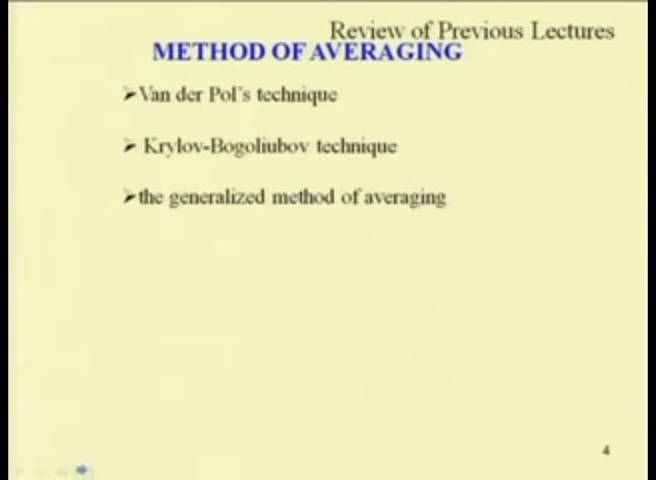 Review of Previous Lectures
METHOD OF AVERAGING
➢Van der Pol's technique
➢ Krylov-Bogoliubov technique
➢the generalized method of averaging
4